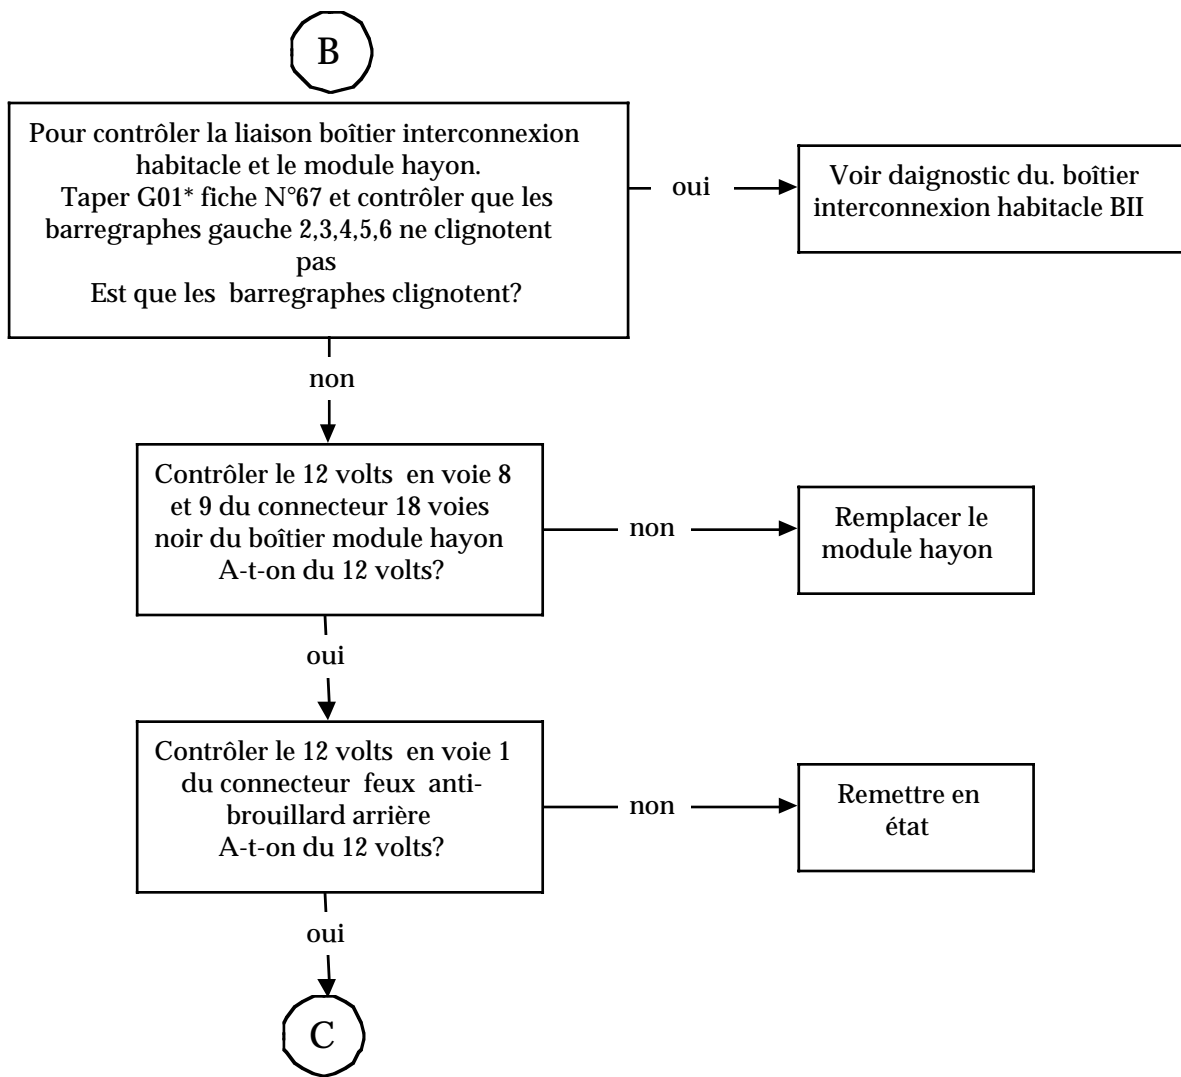 B
Pour contrôler la liaison boîtier interconnexion
habitacle et le module hayon.
Taper G01* fiche N°67 et contrôler que les
barregraphes gauche 2,3,4,5,6 ne clignotent
pas
Est que les barregraphes clignotent?
oui
Voir daignostic du. boîtier
interconnexion habitacle BII
non
Contrôler le 12 volts en voie 8
et 9 du connecteur 18 voies
noir du boîtier module hayon
A-t-on du 12 volts?
non
Remplacer le
module hayon
oui
Contrôler le 12 volts en voie 1
du connecteur feux anti-
brouillard arrière
A-t-on du 12 volts?
non
Remettre en
état
oui
C